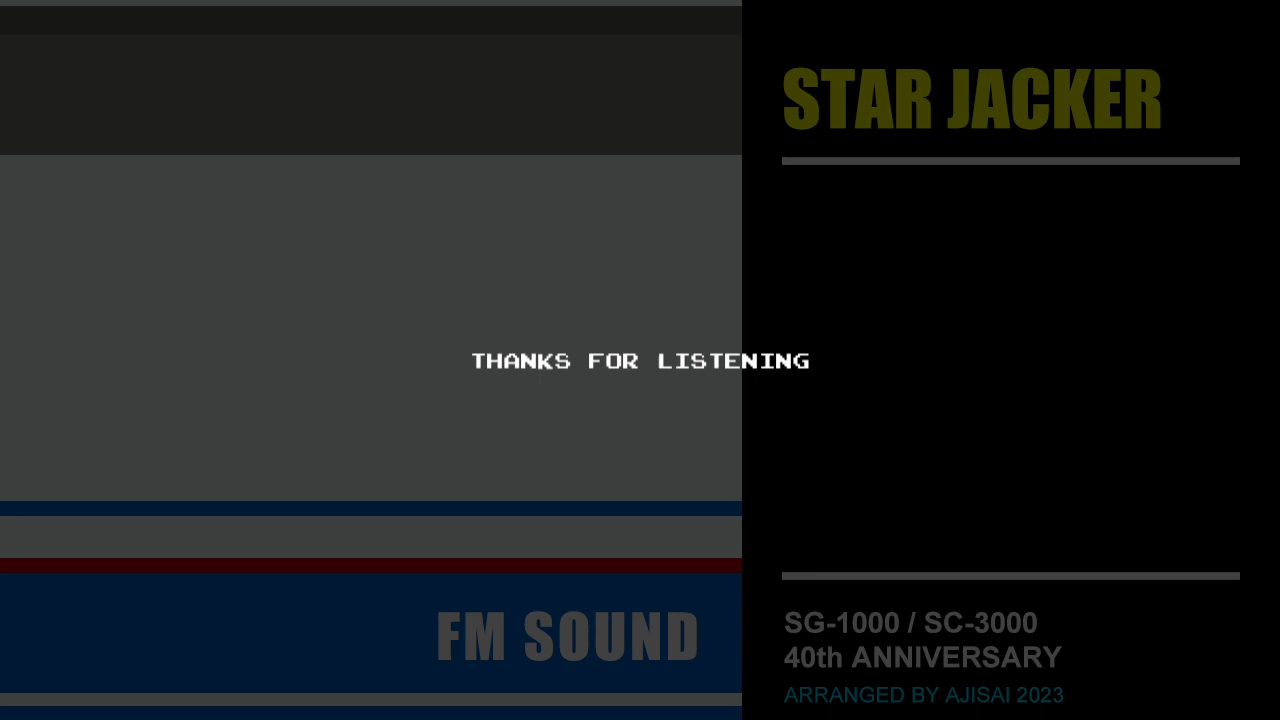 STAR JACKER
THANKS FOR LISTENING
FM SOUND
SG-1000 / SC-3000
40th ANNIVERSARY
ARRANGED BY AJISAI 2023